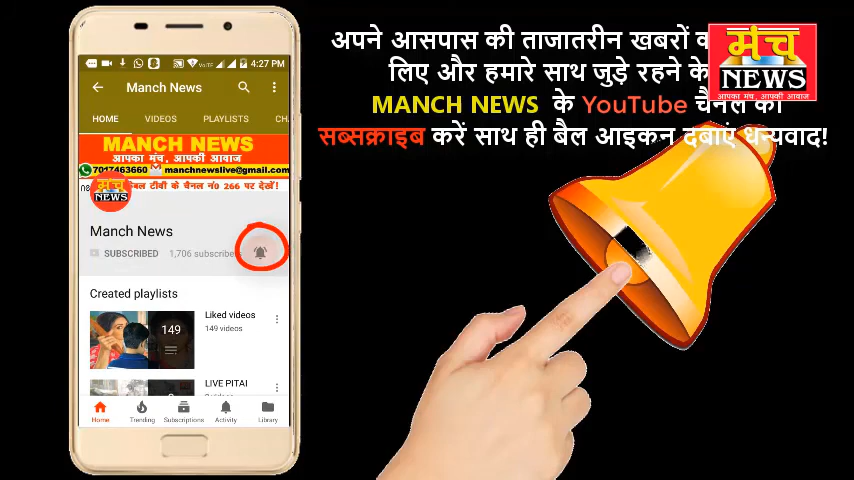 अपने आसपास की ताजातरीन खबरों
लिए और हमारे साथ जुड़े रहने के
MANCH NEWS के YouTube चैनल को
सब्सक्राइब करें साथ ही बैल आइकन दबाएं धन्यवाद!
मंच
NEWS
आपका मंच, आपकी आवाज
4:27 PM
Manch News
HOME VIDEOS PLAYLISTS CH
MANCH NEWS
आपका मंच, आपकी आवाज
7017463660 manchnewslive@gmail.com
टीवी के चैनल नं0 266 पर देखें!
मंच
NEWS
Manch News
SUBSCRIBED 1,706 subscribers
Created playlists
149
Liked videos
149 videos
LIVE PITAI
Home Trending Subscriptions Activity Library